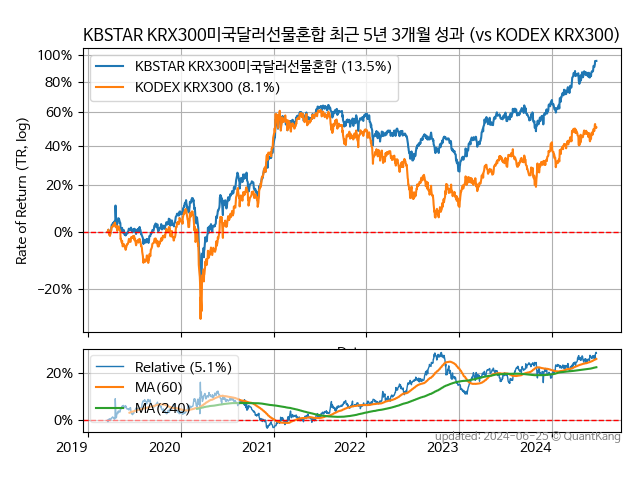 KBSTAR KRX300미국달러선물혼합 최근 5년 3개월 성과 (vs KODEX KRX300)
100%
80%
60%
40%
20%
0%
−20%
Rate of Return (TR, log)
KBSTAR KRX300미국달러선물혼합 (13.5%)
KODEX KRX300 (8.1%)
20%
0%
Relative (5.1%)
MA(60)
MA(240)
2019
2020
2021
2022
2023
2024
updated: 2024-06-25 © QuantKang